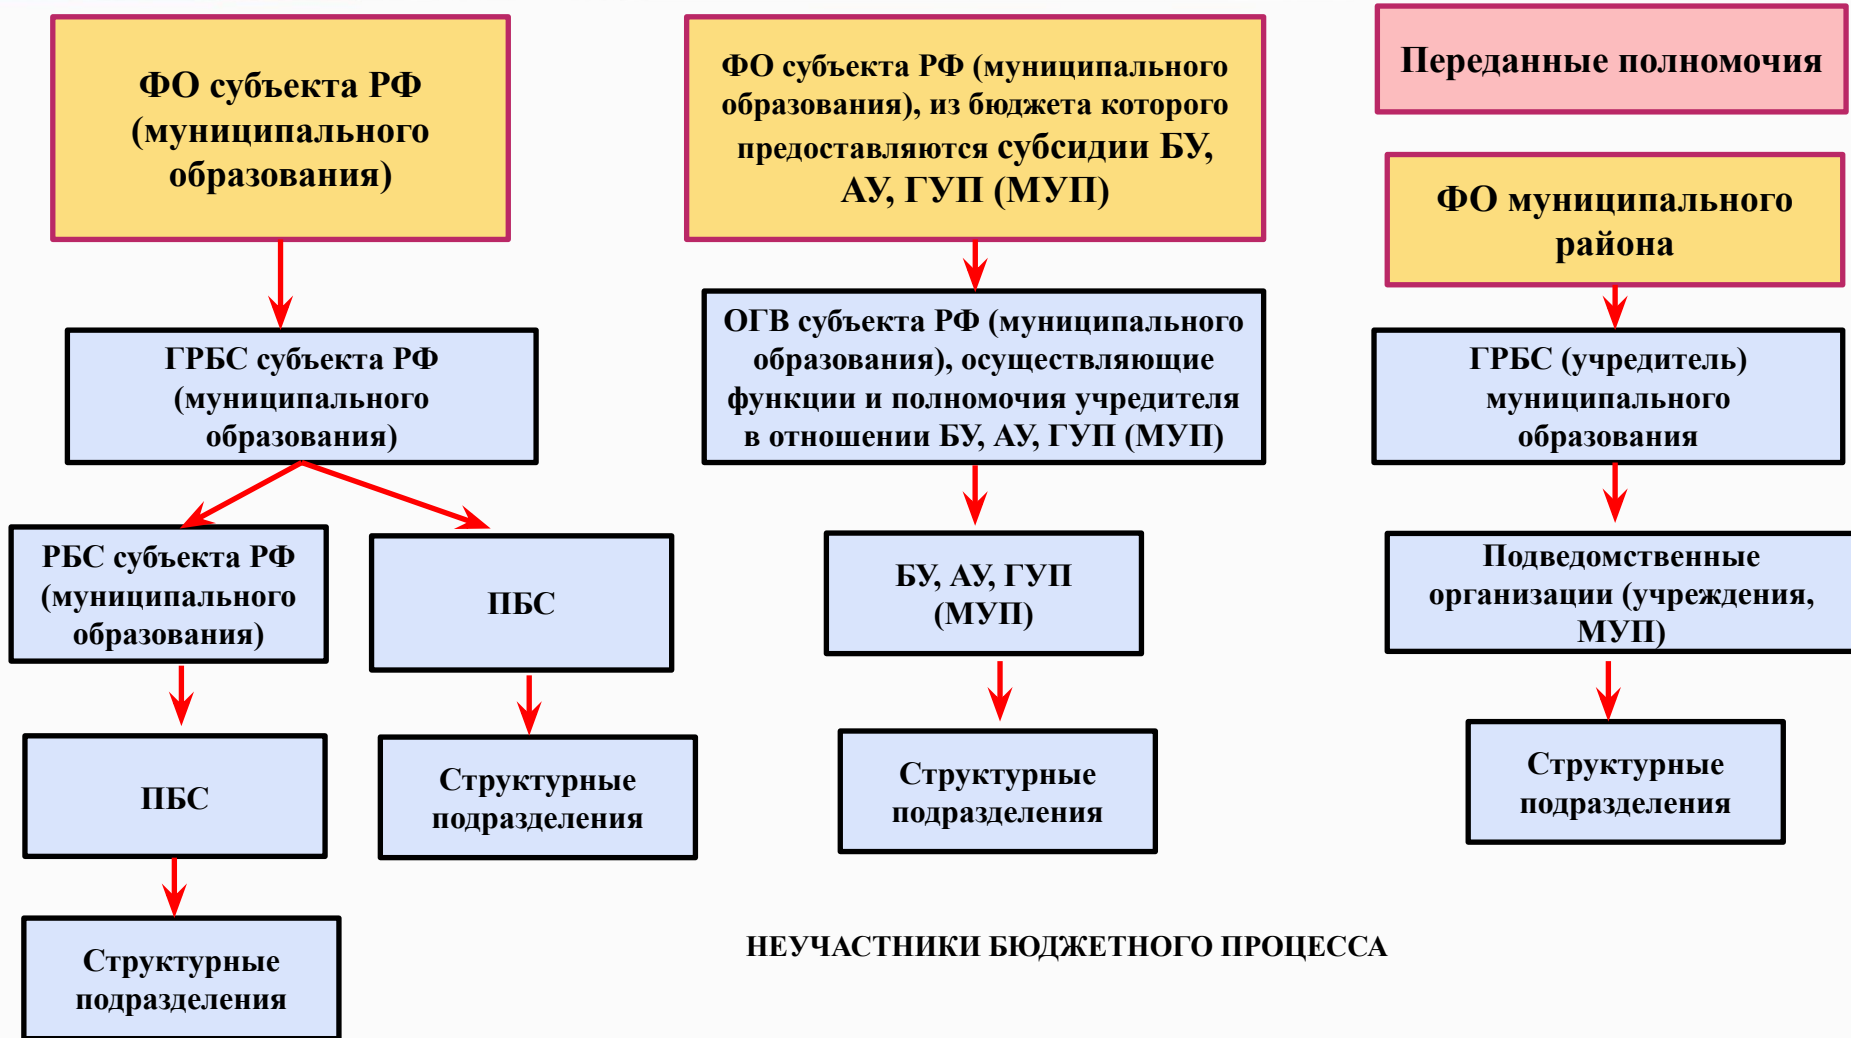 ФО субъекта РФ
(муниципального
образования)
ГРБС субъекта РФ
(муниципального
образования)
РБС субъекта РФ
(муниципального
образования)
ПБС
ПБС
Структурные
подразделения
Структурные
подразделения
ФО субъекта РФ (муниципального
образования), из бюджета которого
предоставляются субсидии БУ,
АУ, ГУП (МУП)
ОГВ субъекта РФ (муниципального
образования), осуществляющие
функции и полномочия учредителя
в отношении БУ, АУ, ГУП (МУП)
БУ, АУ, ГУП
(МУП)
Структурные
подразделения
НЕУЧАСТНИКИ БЮДЖЕТНОГО ПРОЦЕССА
Переданные полномочия
ФО муниципального
района
ГРБС (учредитель)
муниципального
образования
Подведомственные
организации (учреждения,
МУП)
Структурные
подразделения